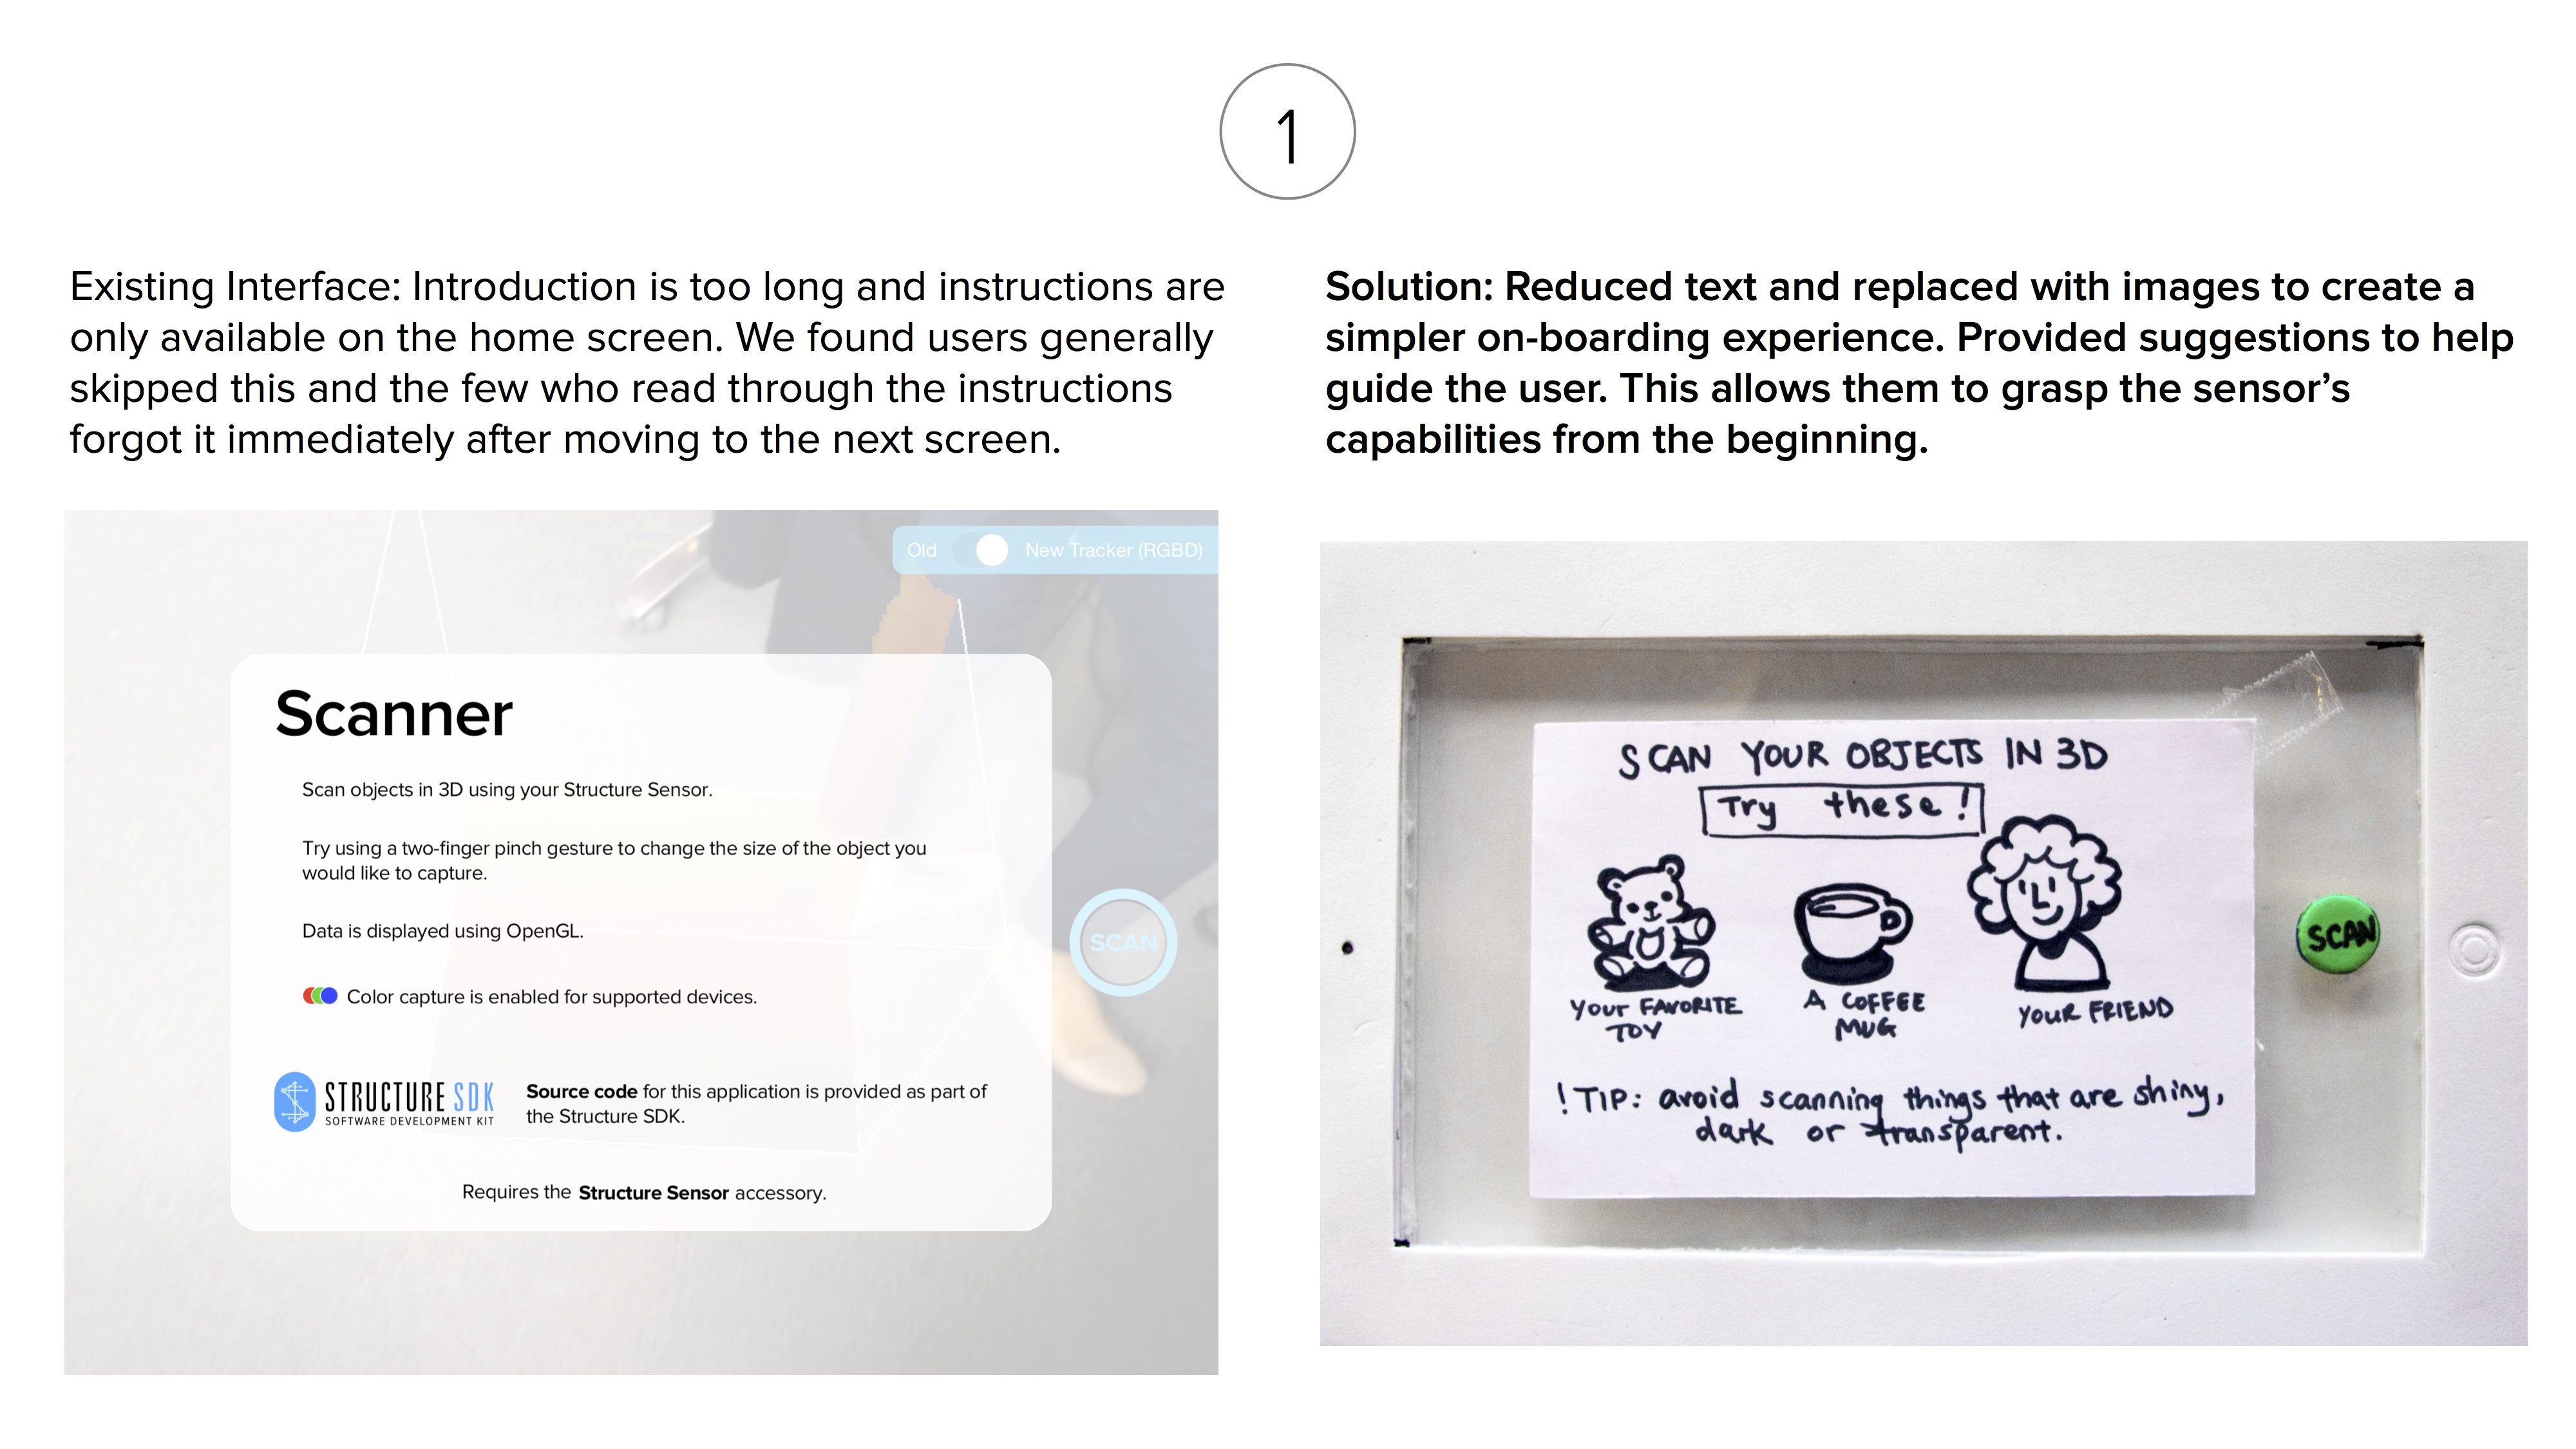 1
Existing Interface: Introduction is too long and instructions are
only available on the home screen. We found users generally
skipped this and the few who read through the instructions
forgot it immediately after moving to the next screen.
Solution: Reduced text and replaced with images to create a
simpler on-boarding experience. Provided suggestions to help
guide the user. This allows them to grasp the sensor’s
capabilities from the beginning.
Old New Tracker (RGBD)
Scanner
Scan objects in 3D using your Structure Sensor.
Try using a two-finger pinch gesture to change the size of the object you
would like to capture.
Data is displayed using OpenGL.
Color capture is enabled for supported devices.
STRUCTURE SDK
SOFTWARE DEVELOPMENT KIT
Source code for this application is provided as part of
the Structure SDK.
Requires the Structure Sensor accessory.
SCAN
SCAN YOUR OBJECTS IN 3D
Try these!
YOUR FAVORITE
TOY
A COFFEE
MUG
YOUR FRIEND
! TIP: avoid scanning things that are shiny,
dark or transparent.
SCAN